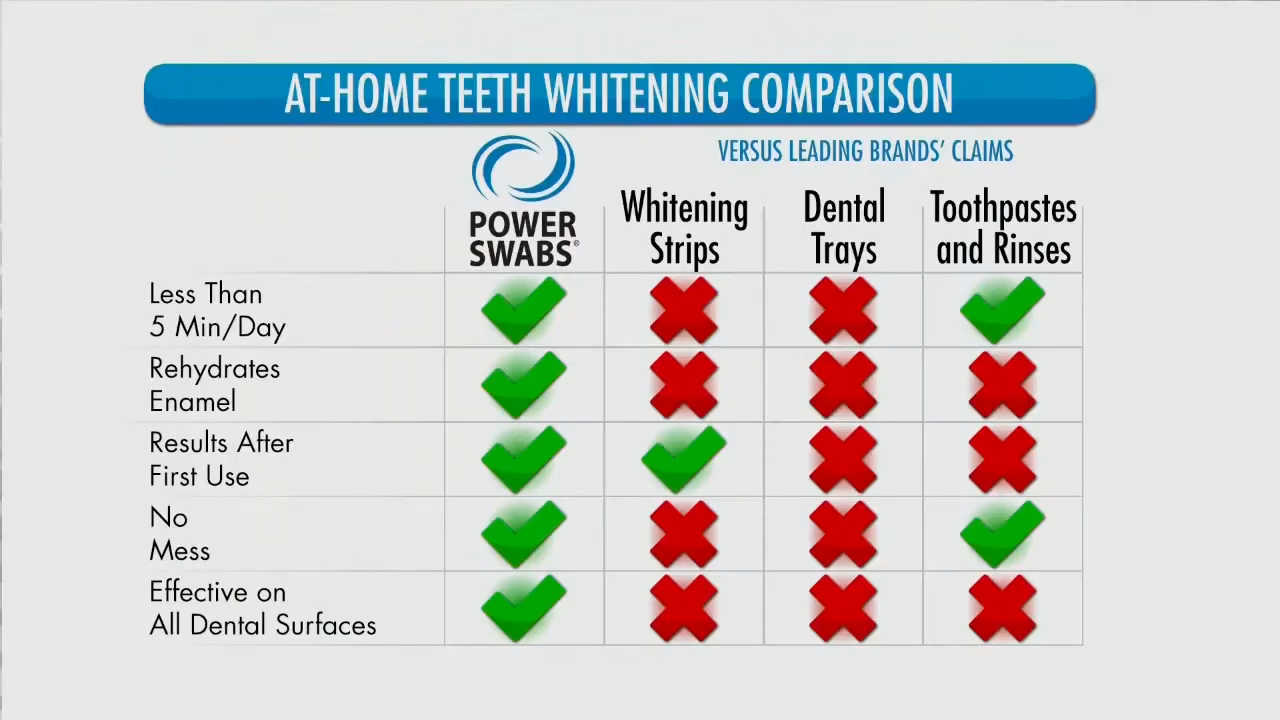 AT-HOME TEETH WHITENING COMPARISON
VERSUS LEADING BRANDS’ CLAIMS
POWER
SWABS®
Whitening
Strips
Dental
Trays
Toothpastes
and Rinses
Less Than
5 Min/Day
Rehydrates
Enamel
Results After
First Use
No
Mess
Effective on
All Dental Surfaces